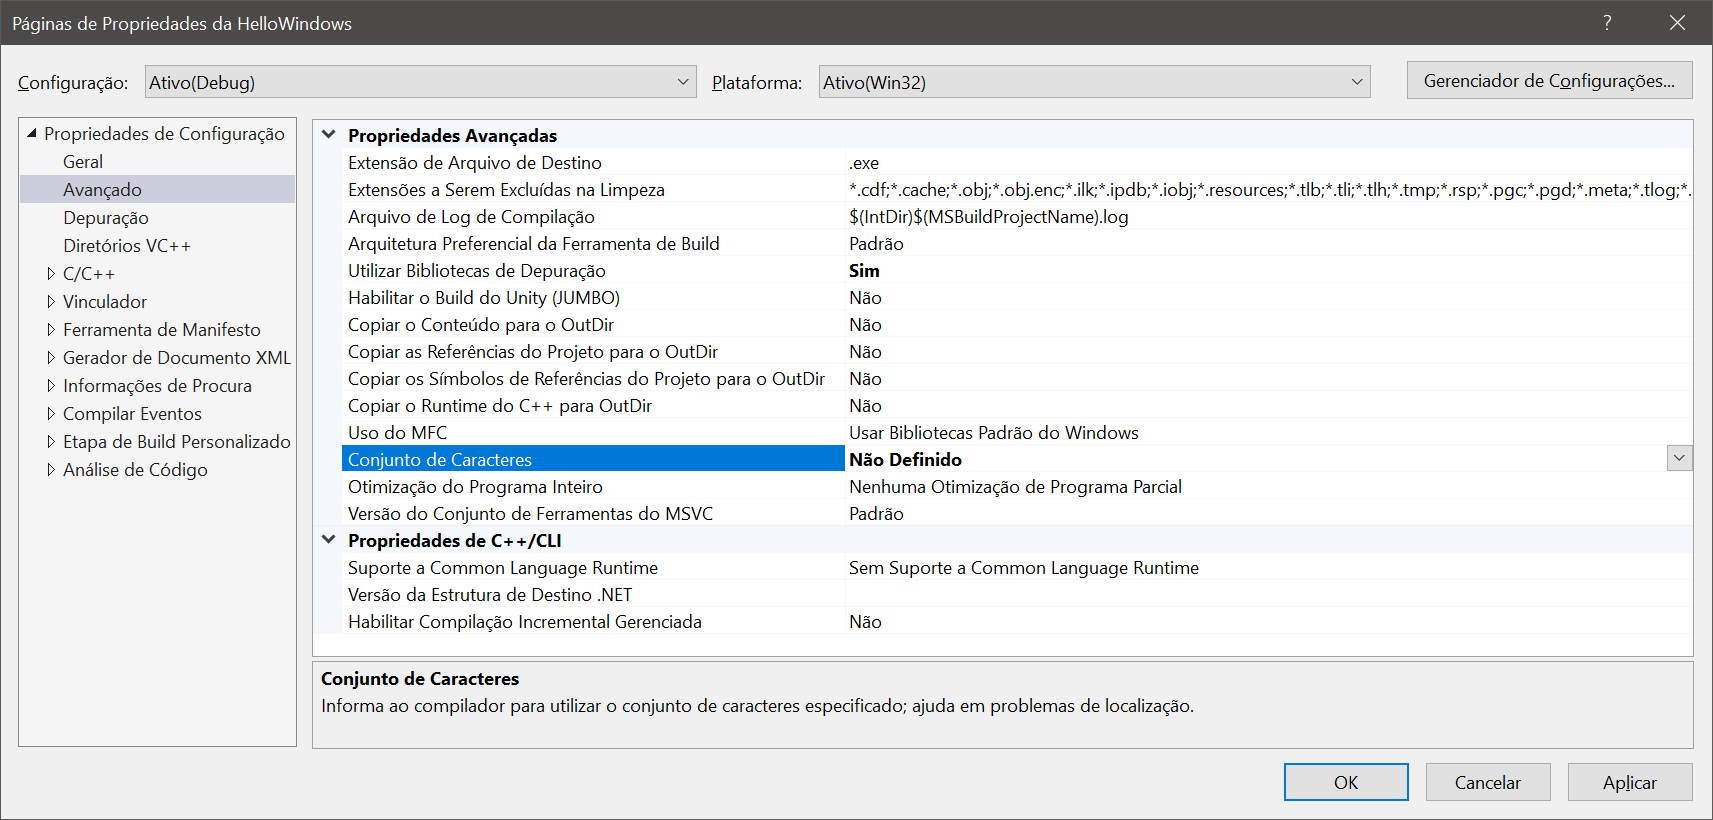 Páginas de Propriedades da HelloWindows
?
Configuração: Ativo(Debug) Plataforma: Ativo(Win32) Gerenciador de Configurações...
Propriedades de Configuração
Geral
Avançado
Depuração
Diretórios VC++
C/C++
Vinculador
Ferramenta de Manifesto
Gerador de Documento XML
Informações de Procura
Compilar Eventos
Etapa de Build Personalizado
Análise de Código
Propriedades Avançadas
Extensão de Arquivo de Destino .exe
Extensões a Serem Excluídas na Limpeza *.cdf;*.cache;*.obj;*.obj.enc;*.ilk;*.ipdb;*.iobj;*.resources;*.tlb;*.tli;*.tlh;*.tmp;*.rsp;*.pgc;*.pgd;*.meta;*.tlog;*.
Arquivo de Log de Compilação $(IntDir)$(MSBuildProjectName).log
Arquitetura Preferencial da Ferramenta de Build Padrão
Utilizar Bibliotecas de Depuração Sim
Habilitar o Build do Unity (JUMBO) Não
Copiar o Conteúdo para o OutDir Não
Copiar as Referências do Projeto para o OutDir Não
Copiar os Símbolos de Referências do Projeto para o OutDir Não
Copiar o Runtime do C++ para OutDir Não
Uso do MFC Usar Bibliotecas Padrão do Windows
Conjunto de Caracteres Não Definido
Otimização do Programa Inteiro Nenhuma Otimização de Programa Parcial
Versão do Conjunto de Ferramentas do MSVC Padrão
Propriedades de C++/CLI
Suporte a Common Language Runtime Sem Suporte a Common Language Runtime
Versão da Estrutura de Destino .NET
Habilitar Compilação Incremental Gerenciada Não
Conjunto de Caracteres
Informa ao compilador para utilizar o conjunto de caracteres especificado; ajuda em problemas de localização.
OK Cancelar Aplicar